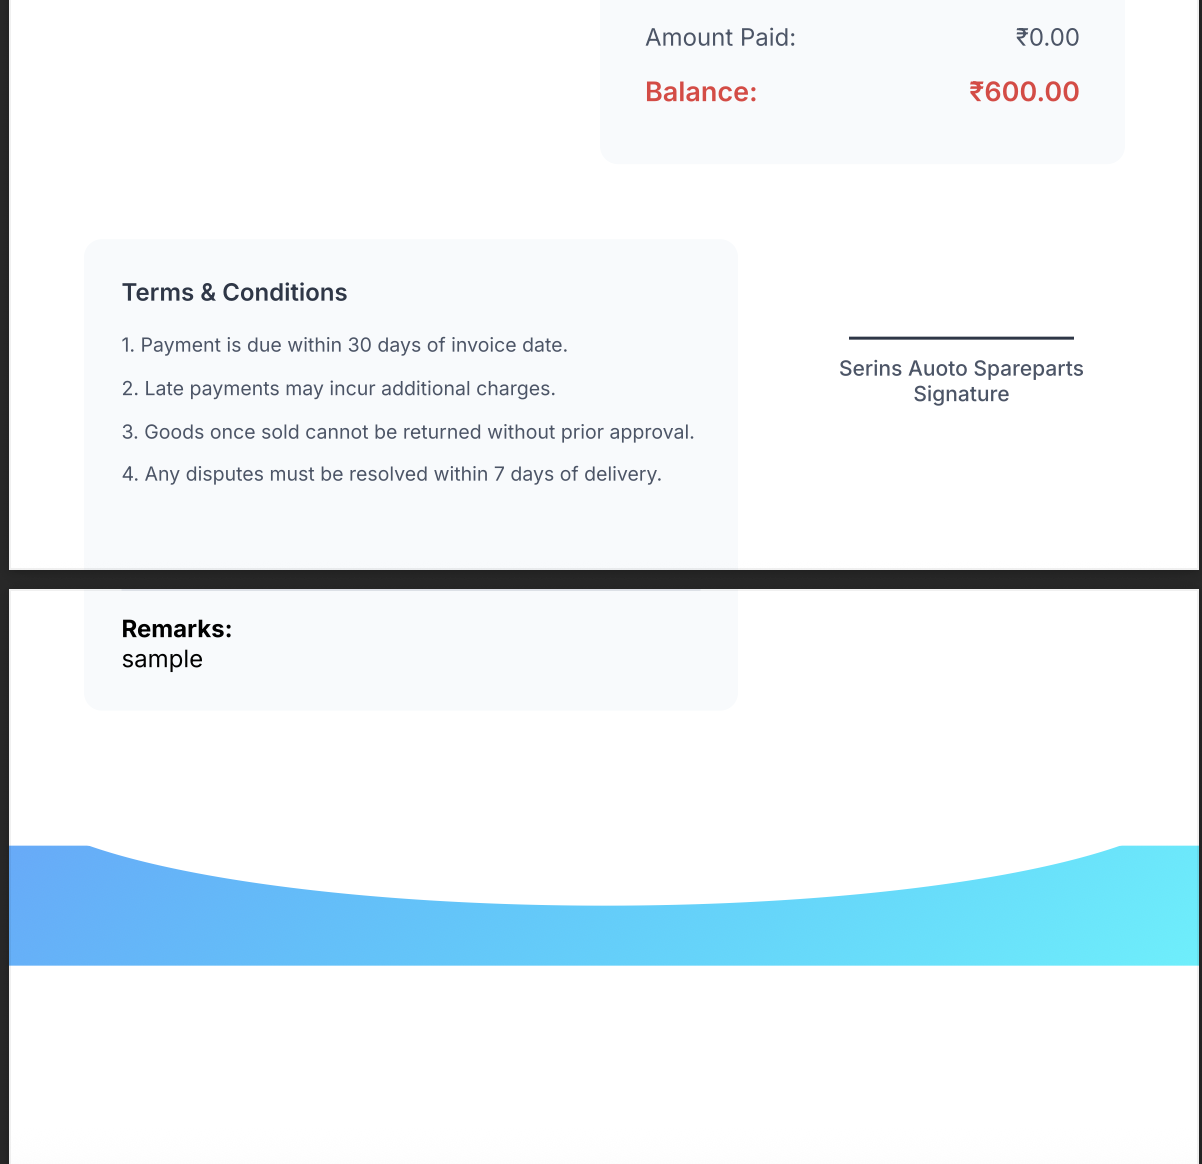 Amount Paid: ₹0.00
Balance: ₹600.00
Terms & Conditions
1. Payment is due within 30 days of invoice date.
2. Late payments may incur additional charges.
3. Goods once sold cannot be returned without prior approval.
4. Any disputes must be resolved within 7 days of delivery.
Serins Auoto Spareparts
Signature
Remarks:
sample